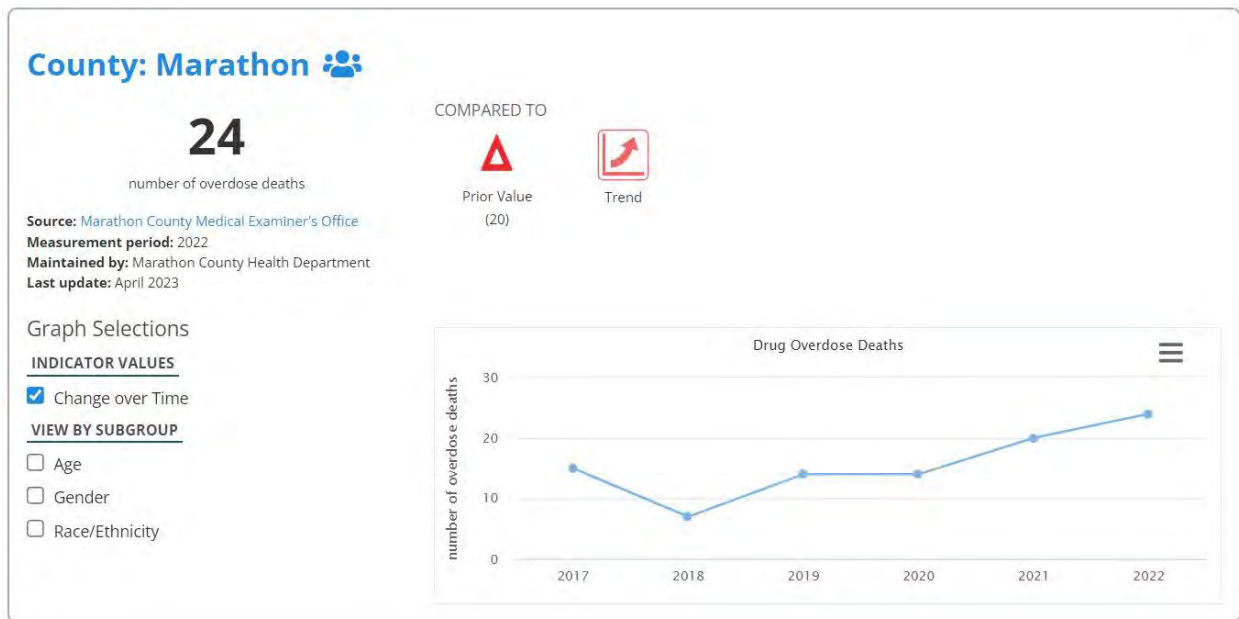 County: Marathon
24
number of overdose deaths
Source: Marathon County Medical Examiner's Office
Measurement period: 2022
Maintained by: Marathon County Health Department
Last update: April 2023
COMPARED TO
Prior Value
(20)
Trend
Graph Selections
INDICATOR VALUES
Change over Time
VIEW BY SUBGROUP
Age
Gender
Race/Ethnicity
Drug Overdose Deaths
number of overdose deaths
30
20
10
0
2017 2018 2019 2020 2021 2022